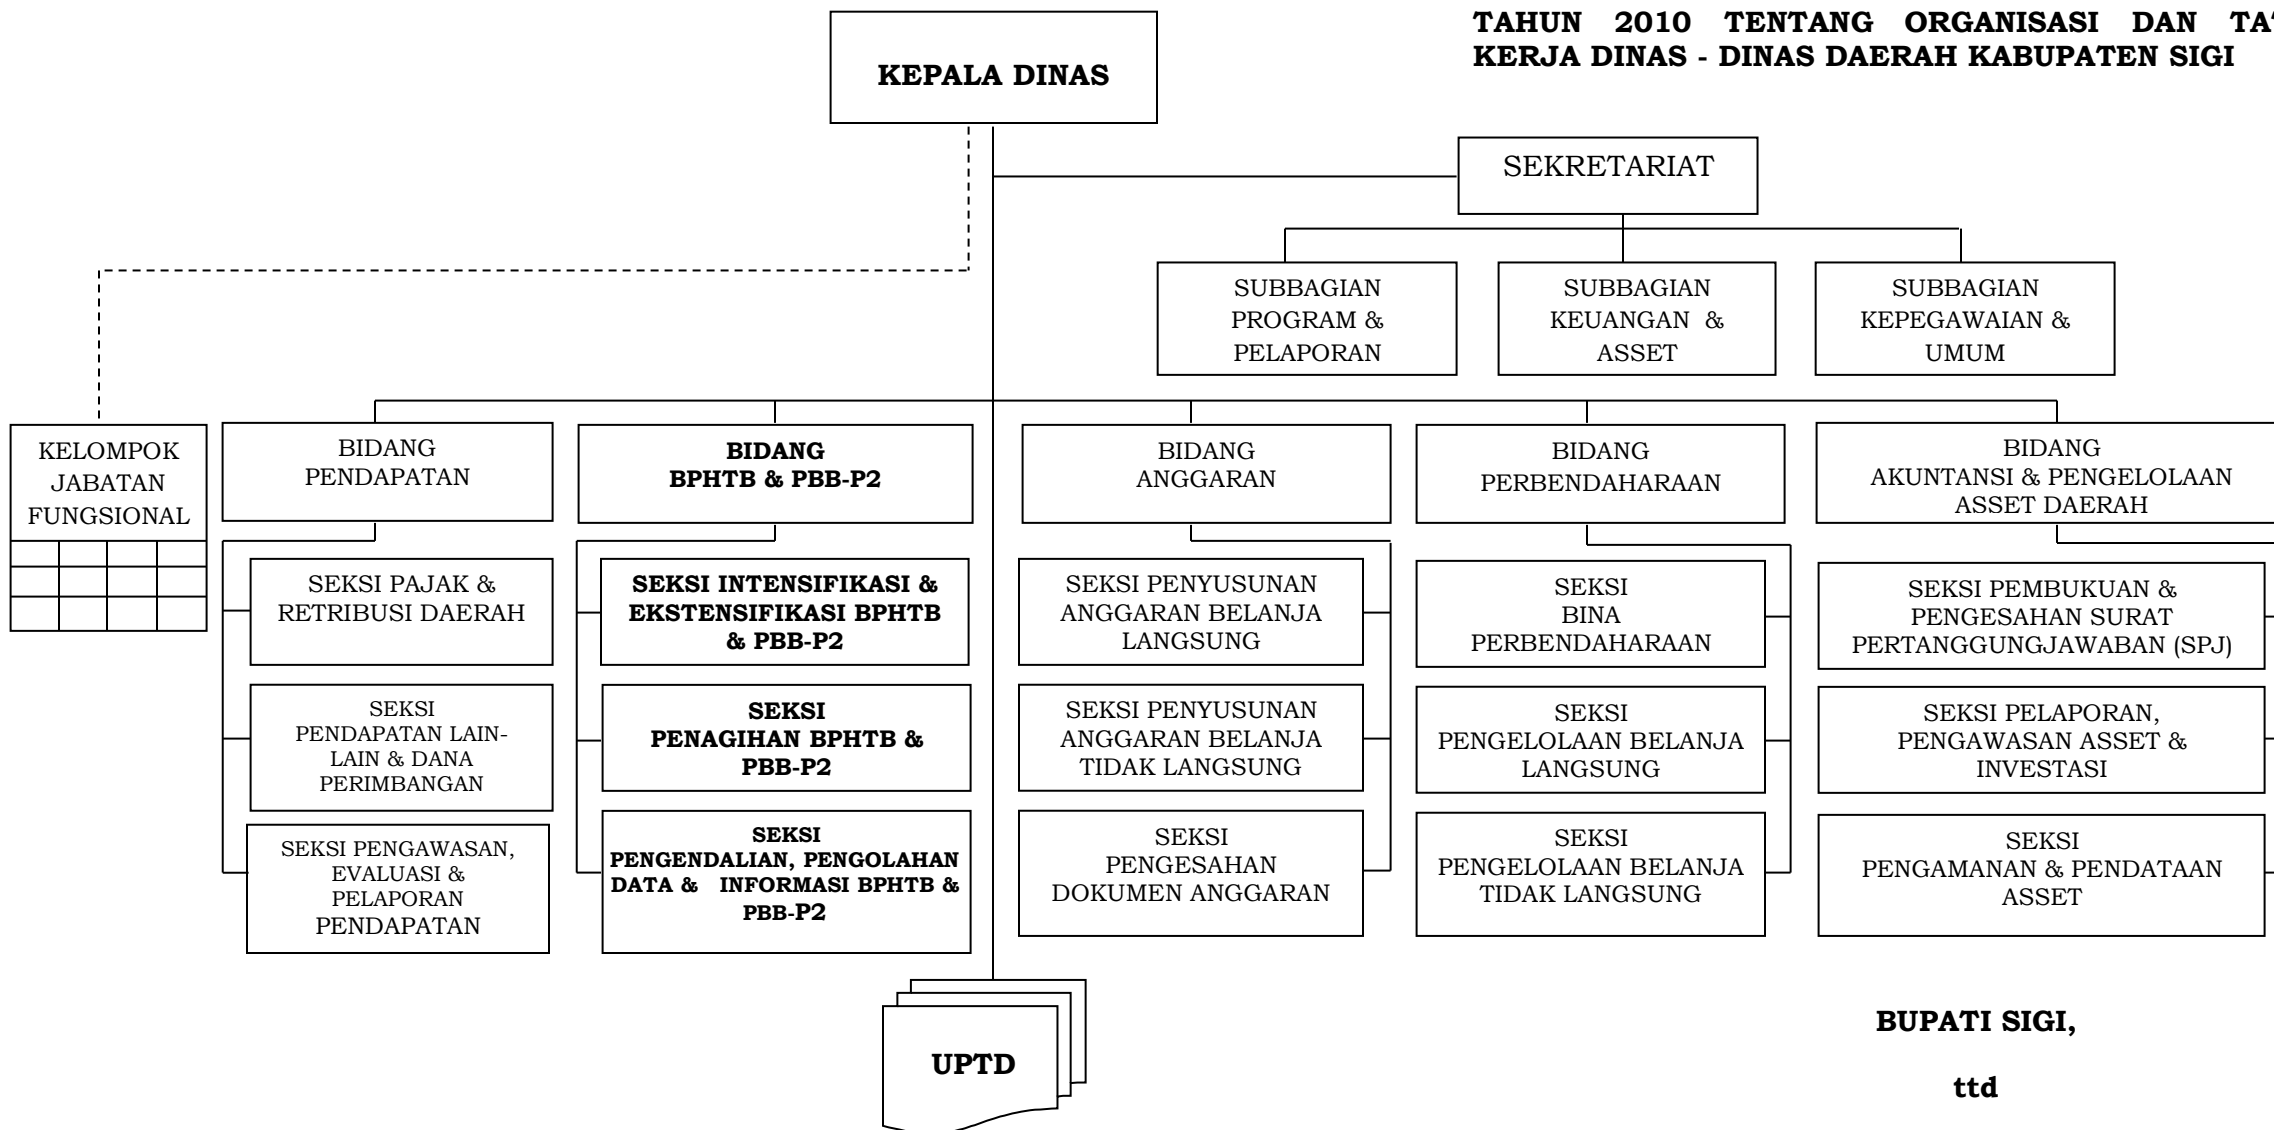 TAHUN 2010 TENTANG ORGANISASI DAN
KERJA DINAS - DINAS DAERAH KABUPATEN SIGI
KEPALA DINAS
SEKRETARIAT
SUBBAGIAN
PROGRAM &
PELAPORAN
SUBBAGIAN
KEUANGAN &
ASSET
SUBBAGIAN
KEPEGAWAIAN &
UMUM
KELOMPOK
JABATAN
FUNGSIONAL
BIDANG
PENDAPATAN
BIDANG
BPHTB & PBB-P2
BIDANG
ANGGARAN
BIDANG
PERBENDAHARAAN
BIDANG
AKUNTANSI & PENGELOLAAN
ASSET DAERAH
SEKSI PAJAK &
RETRIBUSI DAERAH
SEKSI INTENSIFIKASI &
EKSTENSIFIKASI BPHTB
& PBB-P2
SEKSI PENYUSUNAN
ANGGARAN BELANJA
LANGSUNG
SEKSI
BINA
PERBENDAHARAAN
SEKSI PEMBUKUAN &
PENGESAHAN SURAT
PERTANGGUNGJAWABAN (SPJ)
SEKSI
PENDAPATAN LAIN-
LAIN & DANA
PERIMBANGAN
SEKSI
PENAGIHAN BPHTB &
PBB-P2
SEKSI PENYUSUNAN
ANGGARAN BELANJA
TIDAK LANGSUNG
SEKSI
PENGELOLAAN BELANJA
LANGSUNG
SEKSI PELAPORAN,
PENGAWASAN ASSET &
INVESTASI
SEKSI PENGAWASAN,
EVALUASI &
PELAPORAN
PENDAPATAN
SEKSI
PENGENDALIAN, PENGOLAHAN
DATA & INFORMASI BPHTB &
PBB-P2
SEKSI
PENGESAHAN
DOKUMEN ANGGARAN
SEKSI
PENGELOLAAN BELANJA
TIDAK LANGSUNG
SEKSI
PENGAMANAN & PENDATAAN
ASSET
UPTD
BUPATI SIGI,
ttd